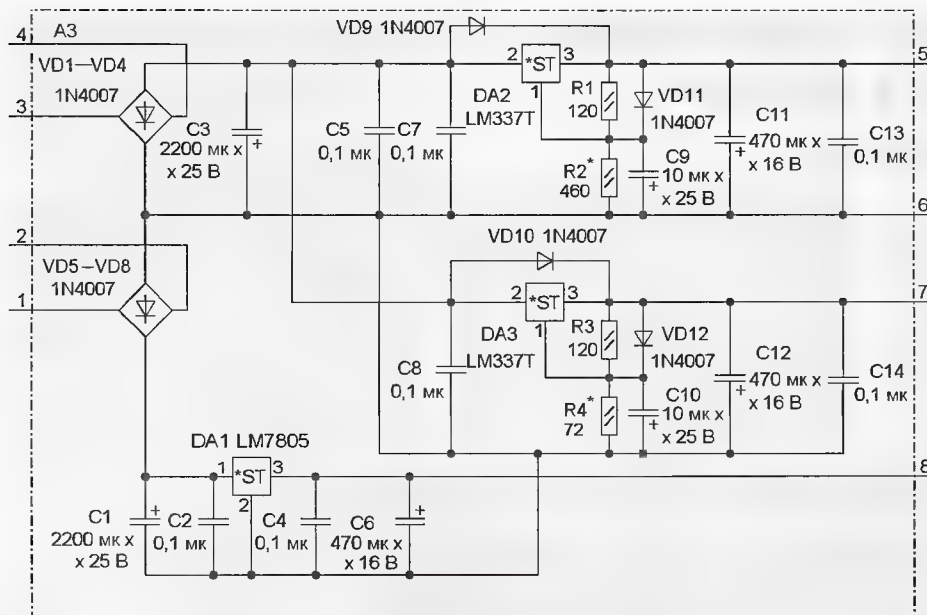 4
A3
VD1–VD4
1N4007
3
C3
2200 мк х
х 25 В
+
C5
0,1 мк
C7
0,1 мк
VD9 1N4007
2
*ST
3
1
DA2
LM337T
R1
120
R2*
460
VD11
1N4007
C9
10 мк х
+
х 25 В
C11
470 мк х
+
х 16 В
C13
0,1 мк
5
6
2
VD5–VD8
1N4007
1
VD10 1N4007
2
*ST
3
1
DA3
LM337T
C8
0,1 мк
R3
120
R4*
72
VD12
1N4007
C10
10 мк х
+
х 25 В
C12
470 мк х
+
х 16 В
C14
0,1 мк
7
DA1 LM7805
1
*ST
3
2
8
C1
+
2200 мк х
х 25 В
C2
0,1 мк
C4
0,1 мк
C6
+
470 мк х
х 16 В